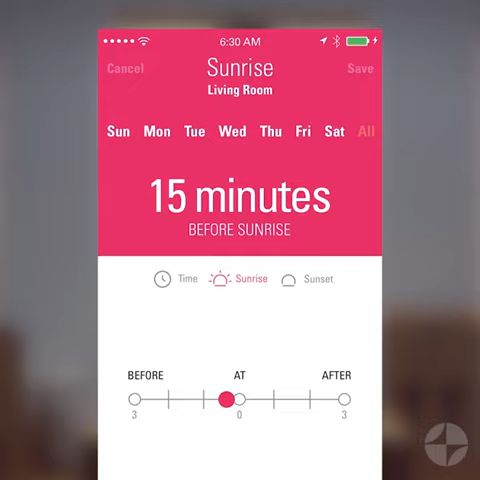 6:30 AM
Cancel Sunrise Save
Living Room
Sun Mon Tue Wed Thu Fri Sat All
15 minutes
BEFORE SUNRISE
Time Sunrise Sunset
BEFORE AT AFTER
3 0 3